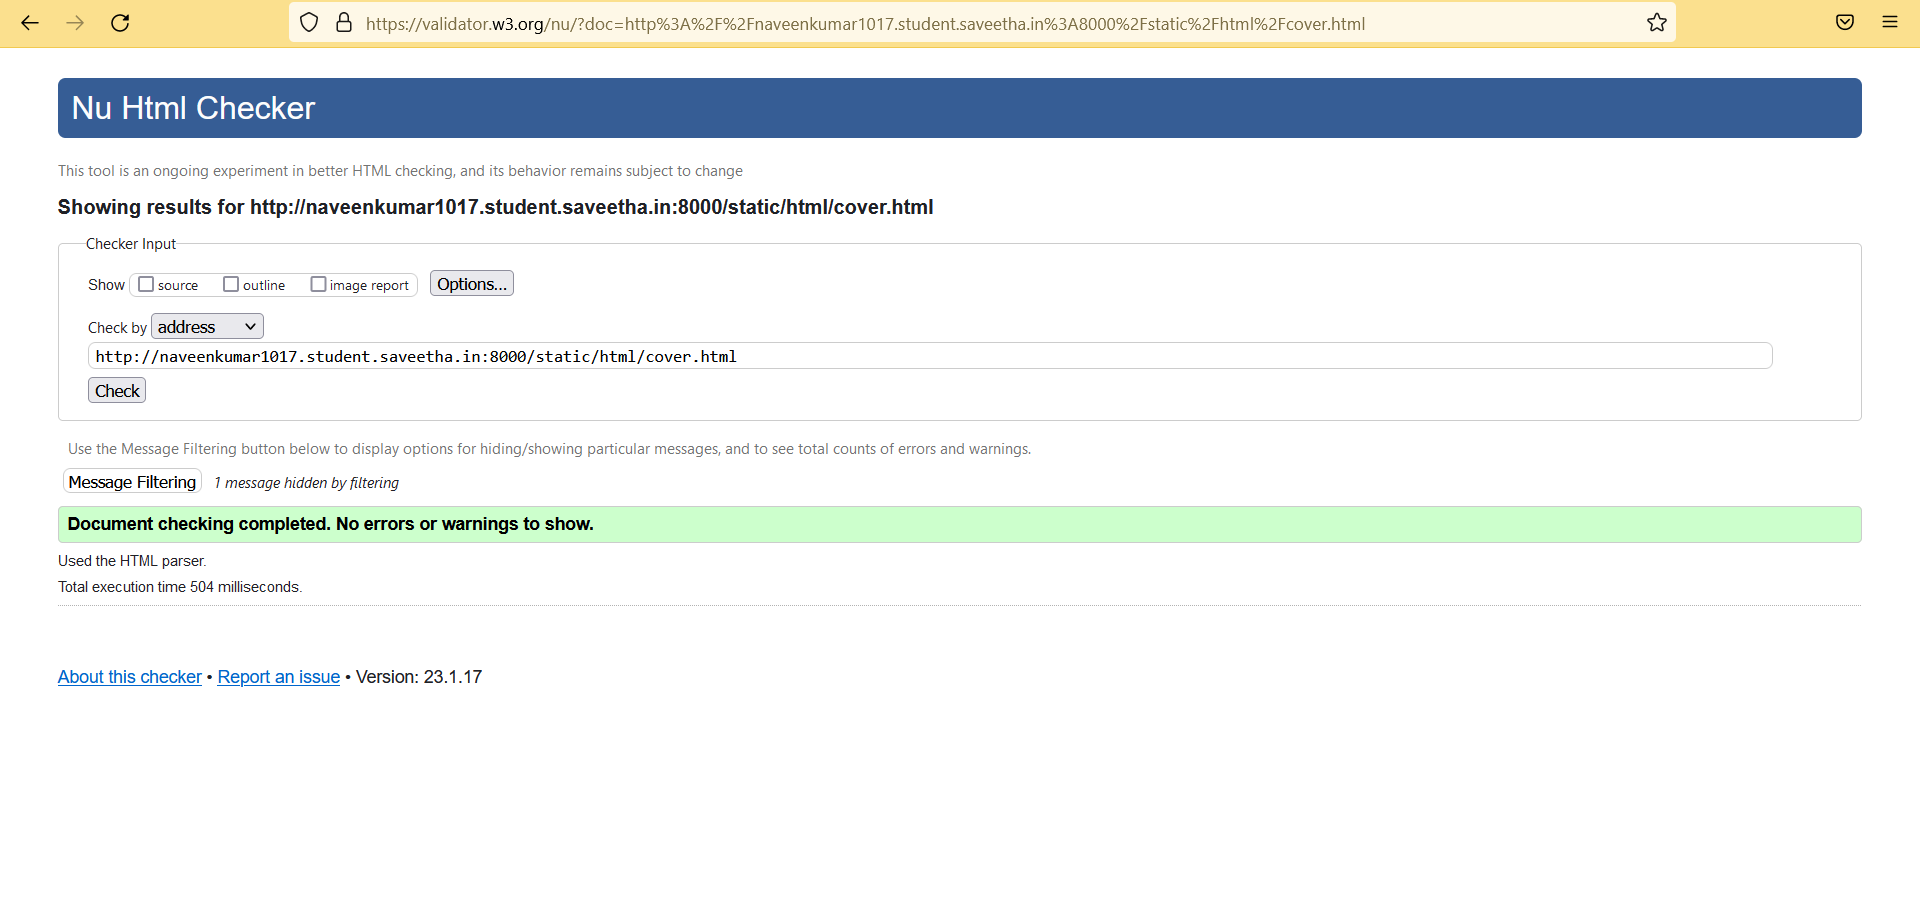 https://validator.w3.org/nu/?doc=http%3A%2F%2Fnaveenkumar1017.student.saveetha.in%3A8000%2Fstatic%2Fhtml%2Fcover.html
Nu Html Checker
This tool is an ongoing experiment in better HTML checking, and its behavior remains subject to change
Showing results for http://naveenkumar1017.student.saveetha.in:8000/static/html/cover.html
Checker Input
Show source outline image report Options...
Check by address
http://naveenkumar1017.student.saveetha.in:8000/static/html/cover.html
Check
Use the Message Filtering button below to display options for hiding/showing particular messages, and to see total counts of errors and warnings.
Message Filtering 1 message hidden by filtering
Document checking completed. No errors or warnings to show.
Used the HTML parser.
Total execution time 504 milliseconds.
About this checker • Report an issue • Version: 23.1.17